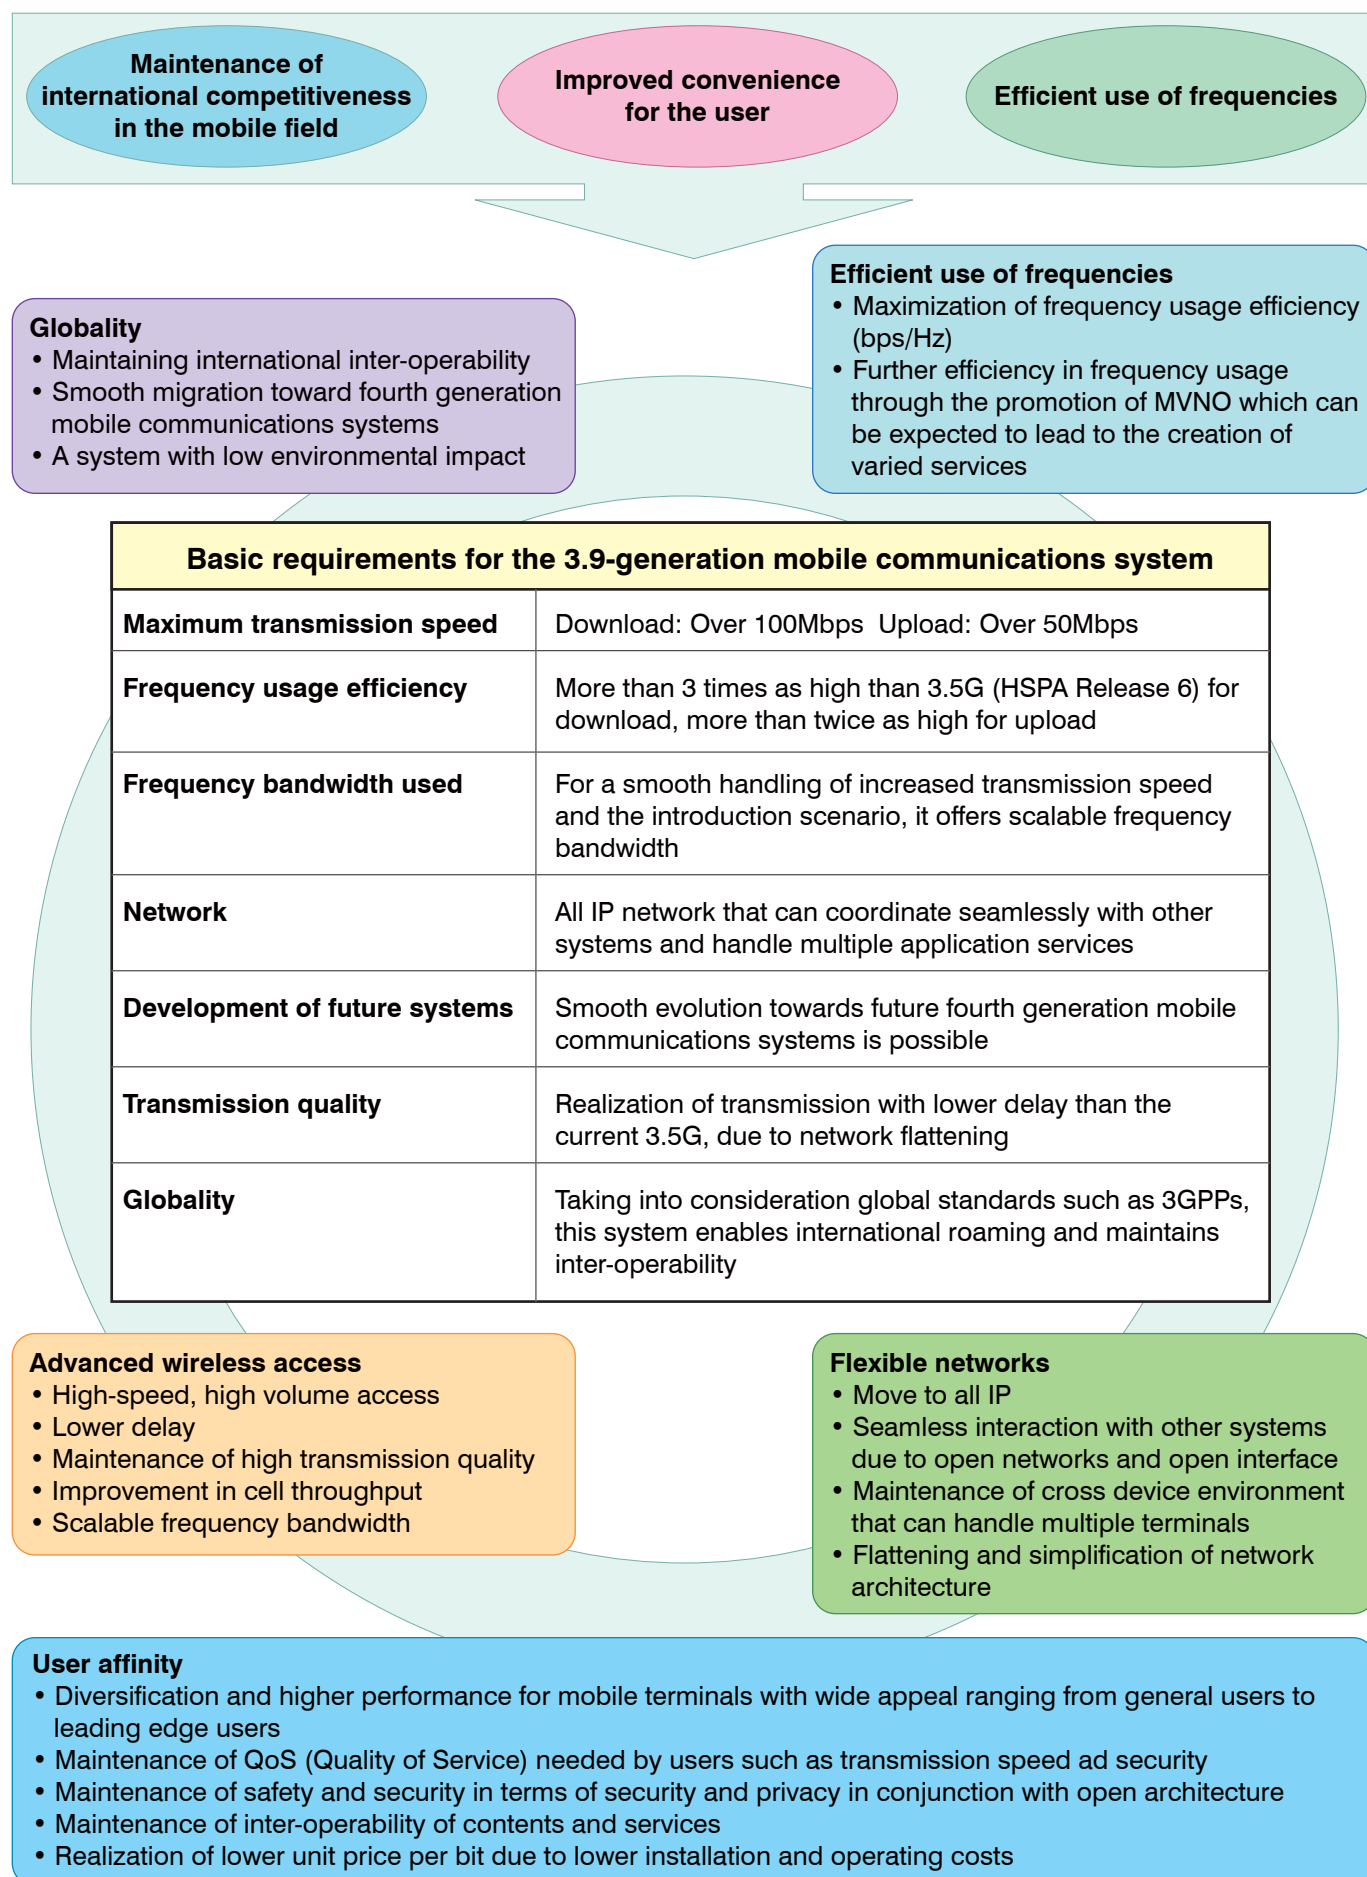 Maintenance of
international competitiveness
in the mobile field
Improved convenience
for the user
Efficient use of frequencies
Globality
• Maintaining international inter-operability
• Smooth migration toward fourth generation
mobile communications systems
• A system with low environmental impact
Efficient use of frequencies
• Maximization of frequency usage efficiency
(bps/Hz)
• Further efficiency in frequency usage
through the promotion of MVNO which can
be expected to lead to the creation of
varied services
Basic requirements for the 3.9-generation mobile communications system
Maximum transmission speed
Download: Over 100Mbps  Upload: Over 50Mbps
Frequency usage efficiency
More than 3 times as high than 3.5G (HSPA Release 6) for
download, more than twice as high for upload
Frequency bandwidth used
For a smooth handling of increased transmission speed
and the introduction scenario, it offers scalable frequency
bandwidth
Network
All IP network that can coordinate seamlessly with other
systems and handle multiple application services
Development of future systems
Smooth evolution towards future fourth generation mobile
communications systems is possible
Transmission quality
Realization of transmission with lower delay than the
current 3.5G, due to network flattening
Globality
Taking into consideration global standards such as 3GPPs,
this system enables international roaming and maintains
inter-operability
Advanced wireless access
• High-speed, high volume access
• Lower delay
• Maintenance of high transmission quality
• Improvement in cell throughput
• Scalable frequency bandwidth
Flexible networks
• Move to all IP
• Seamless interaction with other systems
due to open networks and open interface
• Maintenance of cross device environment
that can handle multiple terminals
• Flattening and simplification of network
architecture
User affinity
• Diversification and higher performance for mobile terminals with wide appeal ranging from general users to
leading edge users
• Maintenance of QoS (Quality of Service) needed by users such as transmission speed ad security
• Maintenance of safety and security in terms of security and privacy in conjunction with open architecture
• Maintenance of inter-operability of contents and services
• Realization of lower unit price per bit due to lower installation and operating costs